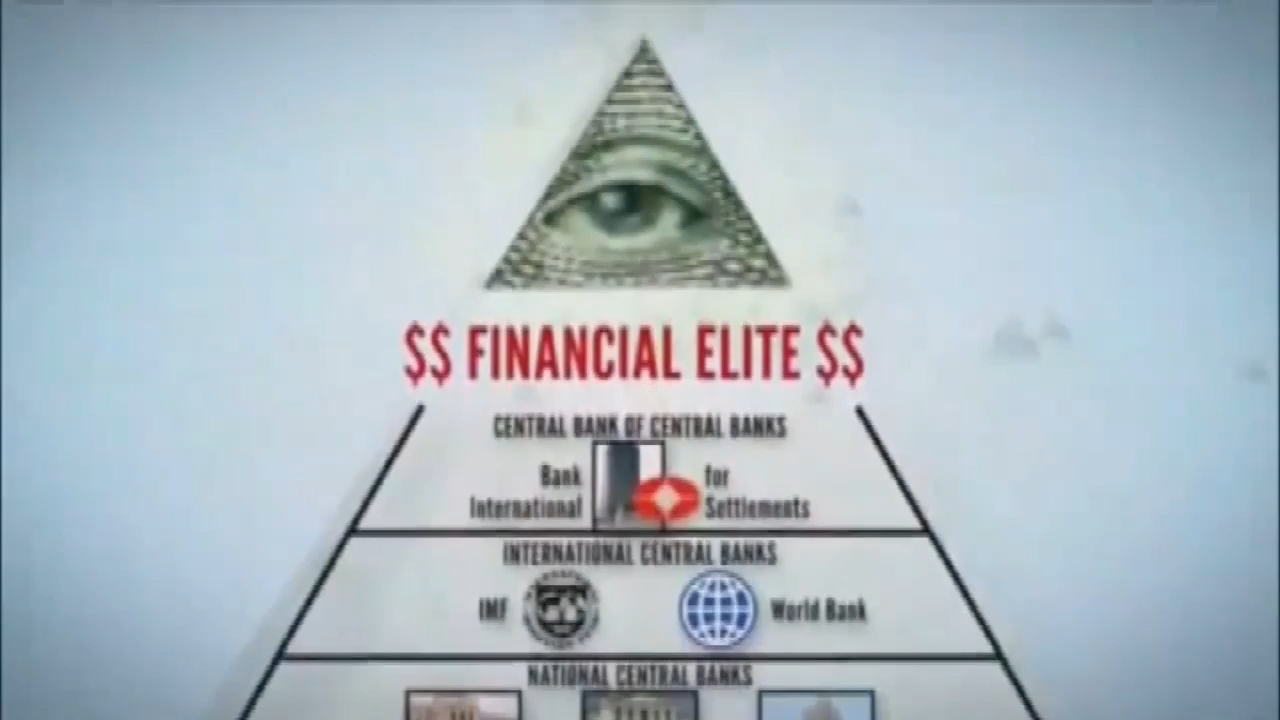 $$ FINANCIAL ELITE $$
CENTRAL BANK OF CENTRAL BANKS
Bank for
International Settlements
INTERNATIONAL CENTRAL BANKS
IMF World Bank
NATIONAL CENTRAL BANKS